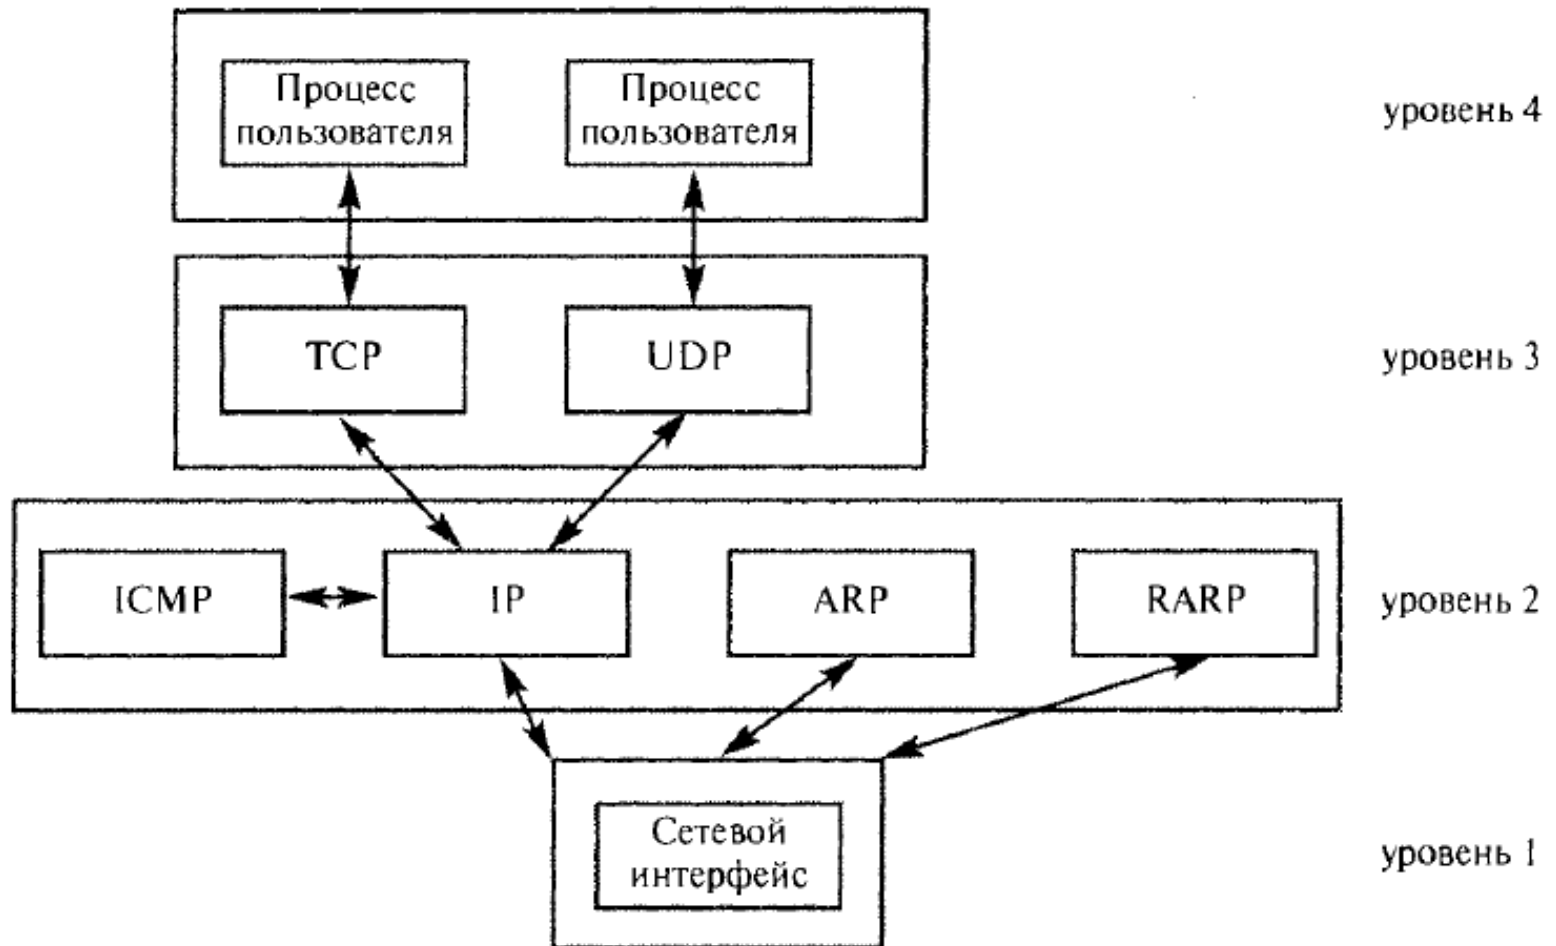 Процесс
пользователя
Процесс
пользователя
уровень 4
TCP
UDP
уровень 3
ICMP
IP
ARP
RARP
уровень 2
Сетевой
интерфейс
уровень 1